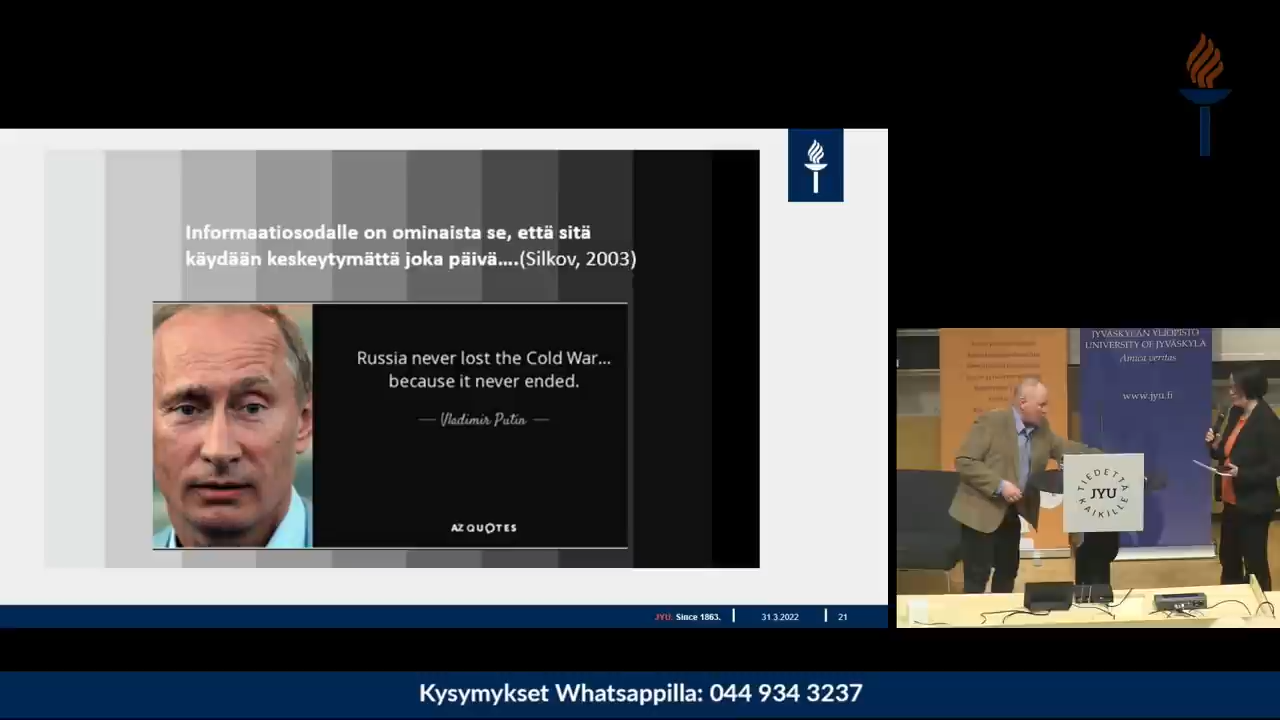 Informaatiosodalle on ominaista se, että sitä
käydään keskeytymättä joka päivä....(Silkov, 2003)
Russia never lost the Cold War...
because it never ended.
Vladimir Putin
AZ QUOTES
JYU. Since 1863.
31.3.2022
21
JYVÄSKYLÄN YLIOPISTO
UNIVERSITY OF JYVÄSKYLÄ
Amica veritas
www.jyu.fi
TIEDETTÄ
JYU
KAIKILLE
Kysymykset Whatsappilla: 044 934 3237